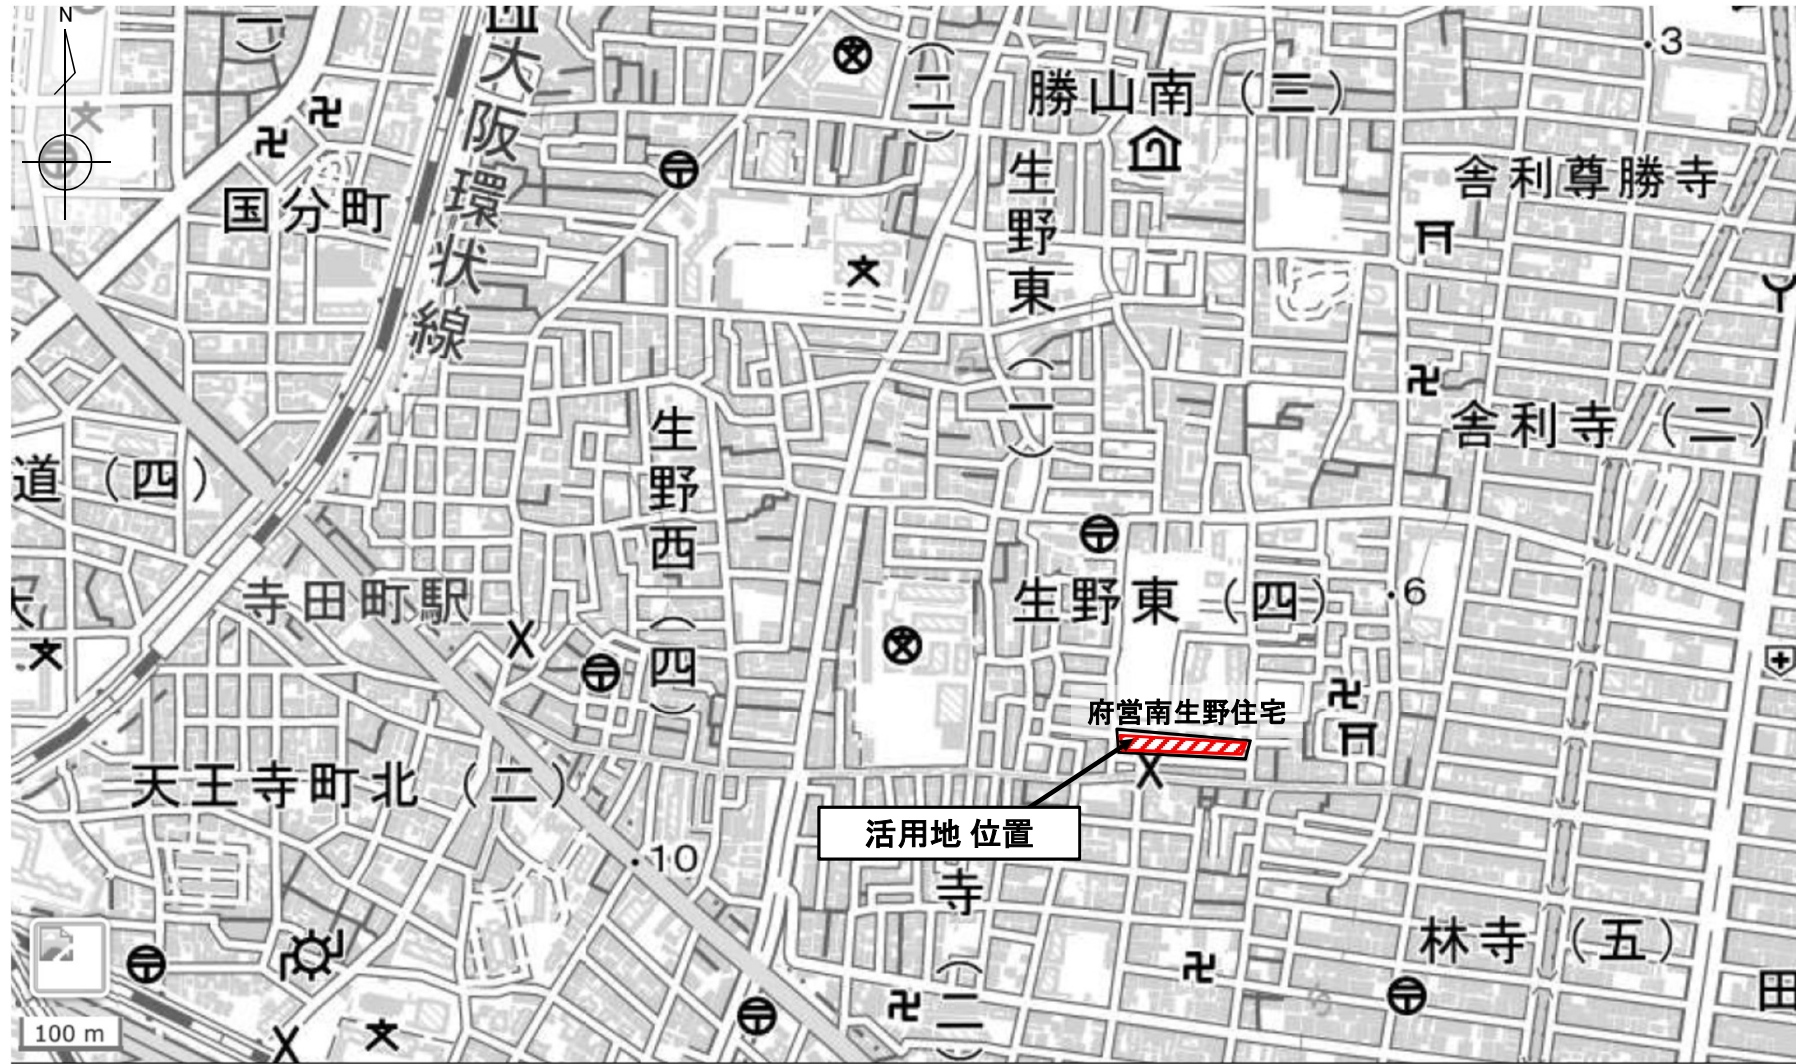 N
(二)
大阪環状線
(二)
勝山南 (三)
3
生野東 (一)
舎利尊勝寺
国分町
舎利寺 (二)
道 (四)
生野西 (四)
寺田町駅
生野東 (四)
6
府営南生野住宅
天王寺町北 (二)
活用地 位置
10
寺 (二)
林寺 (五)
田
100 m